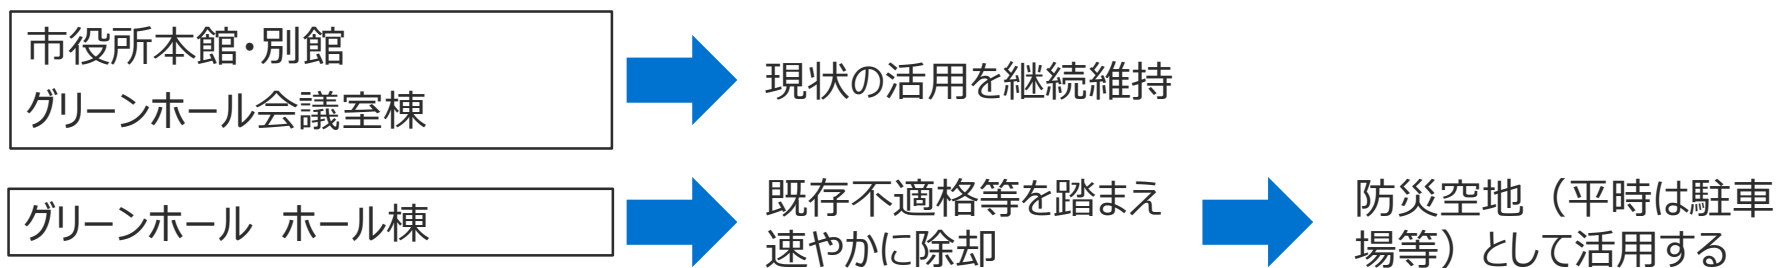 市役所本館・別館
グリーンホール会議室棟
現状の活用を継続維持
グリーンホール　ホール棟
既存不適格等を踏まえ
速やかに除却
防災空地（平時は駐車
場等）として活用する